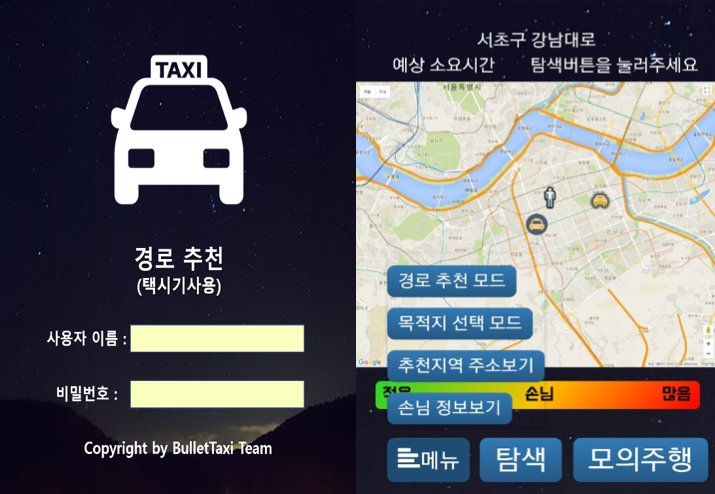 TAXI
경로 추천
(택시기사용)
사용자 이름 :
비밀번호 :
Copyright by BulletTaxi Team
서초구 강남대로
예상 소요시간 탐색버튼을 눌러주세요
서울특별시
경로 추천 모드
목적지 선택 모드
추천지역 주소보기
적음 손님 많음
손님 정보보기
Google
메뉴 탐색 모의주행